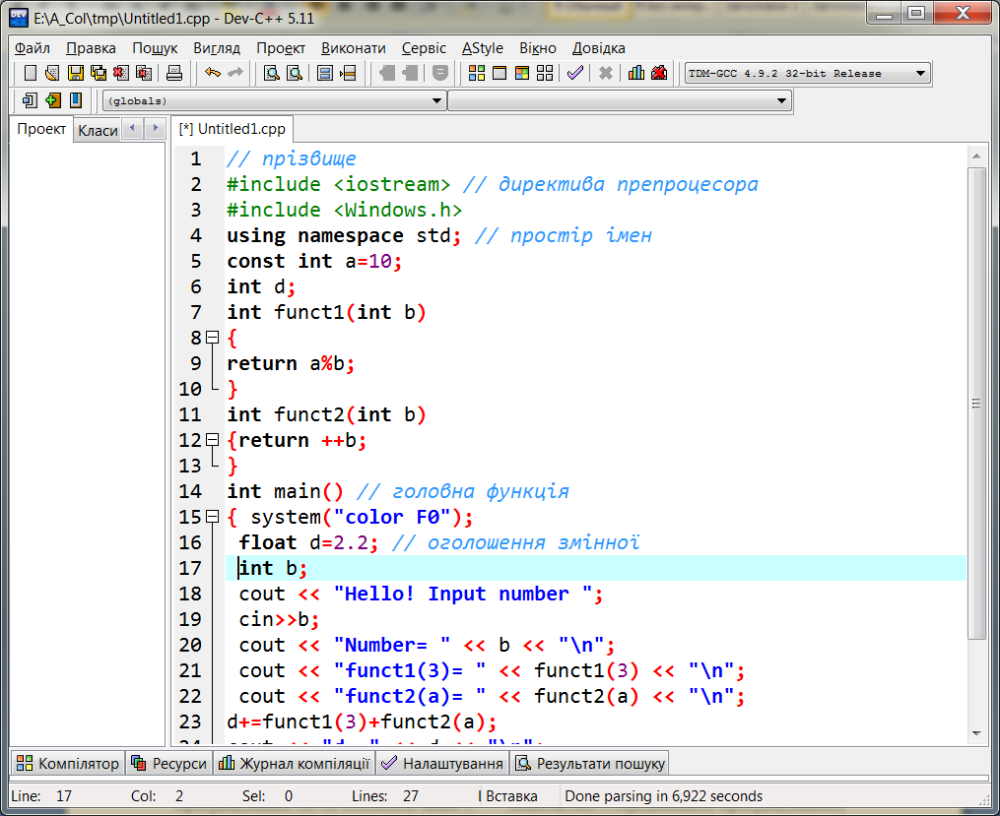 E:\A_Col\tmp\Untitled1.cpp - Dev-C++ 5.11
Файл Правка Пошук Вигляд Проект Виконати Сервіс AStyle Вікно Довідка
TDM-GCC 4.9.2 32-bit Release
(globals)
Проект Класи [*] Untitled1.cpp
1 // прізвище
2 #include <iostream> // директива препроцесора
3 #include <Windows.h>
4 using namespace std; // простір імен
5 const int a=10;
6 int d;
7 int funct1(int b)
8 {
9 return a%b;
10 }
11 int funct2(int b)
12 {return ++b;
13 }
14 int main() // головна функція
15 { system("color F0");
16 float d=2.2; // оголошення змінної
17 int b;
18 cout << "Hello! Input number ";
19 cin>>b;
20 cout << "Number= " << b << "\n";
21 cout << "funct1(3)= " << funct1(3) << "\n";
22 cout << "funct2(a)= " << funct2(a) << "\n";
23 d+=funct1(3)+funct2(a);
Компілятор Ресурси Журнал компіляції Налаштування Результати пошуку
Line: 17 Col: 2 Sel: 0 Lines: 27 Вставка Done parsing in 6,922 seconds